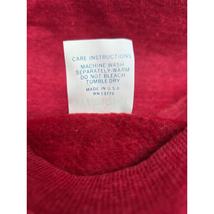 CARE INSTRUCTIONS
MACHINE WASH
SEPARATELY-WARM
DO NOT BLEACH
TUMBLE DRY
MADE IN U.S.A